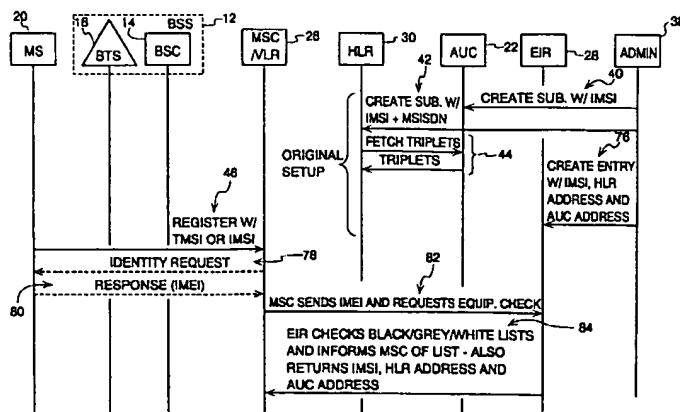 12
BSS
20
16
14
28
30
22
28
38
MS
BTS
BSC
MSC
/VLR
HLR
AUC
EIR
ADMIN
42
40
CREATE SUB. W/
IMSI + MSISDN
CREATE SUB. W/ IMSI
FETCH TRIPLETS
TRIPLETS
44
ORIGINAL
SETUP
76
CREATE ENTRY
W/ IMSI, HLR
ADDRESS AND
AUC ADDRESS
46
REGISTER W/
TMSI OR IMSI
IDENTITY REQUEST
78
RESPONSE (IMEI)
80
82
MSC SENDS IMEI AND REQUESTS EQUIP. CHECK
84
EIR CHECKS BLACK/GREY/WHITE LISTS
AND INFORMS MSC OF LIST - ALSO
RETURNS IMSI, HLR ADDRESS AND
AUC ADDRESS